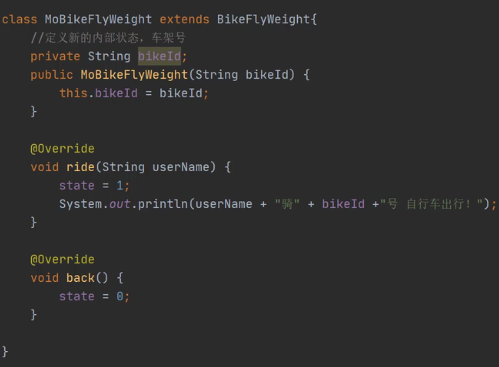 class MoBikeFlyWeight extends BikeFlyWeight{
//定义新的内部状态，车架号
private String bikeId;
public MoBikeFlyWeight(String bikeId) {
this.bikeId = bikeId;
}
@Override
void ride(String userName) {
state = 1;
System.out.println(userName + "骑" + bikeId +"号 自行车出行！");
}
@Override
void back() {
state = 0;
}
}